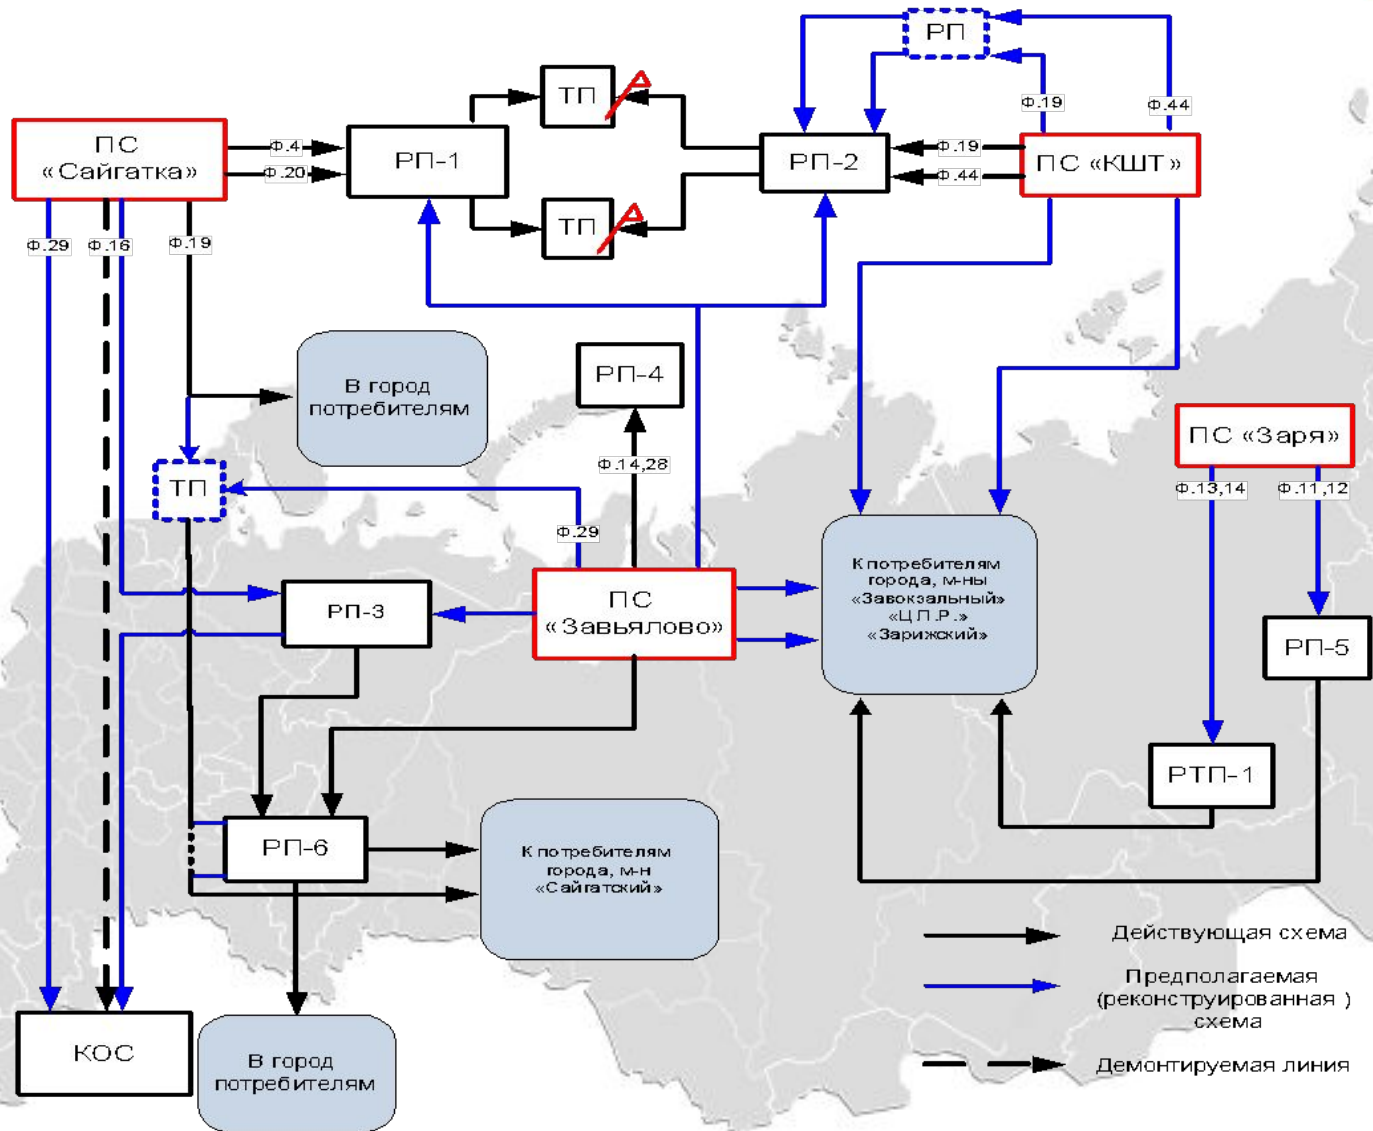 РП
Ф.19
Ф.44
ТП
ПС
«Сайгатка»
Ф.4
Ф.20
РП-1
РП-2
Ф.19
Ф.44
ПС «КШТ»
ТП
Ф.29
Ф.16
Ф.19
В город
потребителям
РП-4
ПС «Заря»
Ф.14,28
Ф.13,14
Ф.11,12
ТП
Ф.29
К потребителям
города, м-ны
«Завокзальный»
«Ц.П.Р.»
«Зарижский»
РП-3
ПС
«Завьялово»
РП-5
РТП-1
РП-6
К потребителям
города, м-н
«Сайгатский»
Действующая схема
Предполагаемая
(реконструированная )
схема
Демонтируемая линия
КОС
В город
потребителям